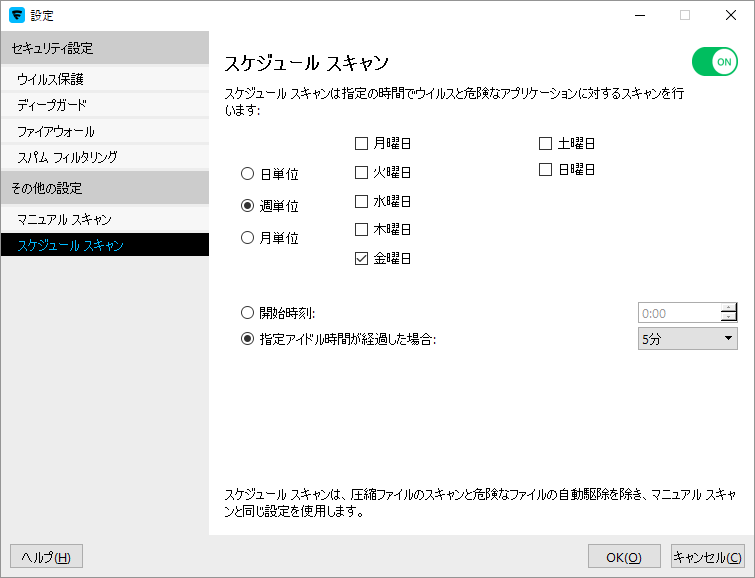 設定
セキュリティ設定
ウイルス保護
ディープガード
ファイアウォール
スパム フィルタリング
その他の設定
マニュアル スキャン
スケジュール スキャン
スケジュール スキャン
ON
スケジュール スキャンは指定の時間でウイルスと危険なアプリケーションに対するスキャンを行
います:
日単位
週単位
月単位
月曜日
火曜日
水曜日
木曜日
金曜日
土曜日
日曜日
開始時刻:
0:00
指定アイドル時間が経過した場合:
5分
スケジュール スキャンは、圧縮ファイルのスキャンと危険なファイルの自動駆除を除き、マニュアル スキャ
ンと同じ設定を使用します。
ヘルプ(H)
OK(O)
キャンセル(C)